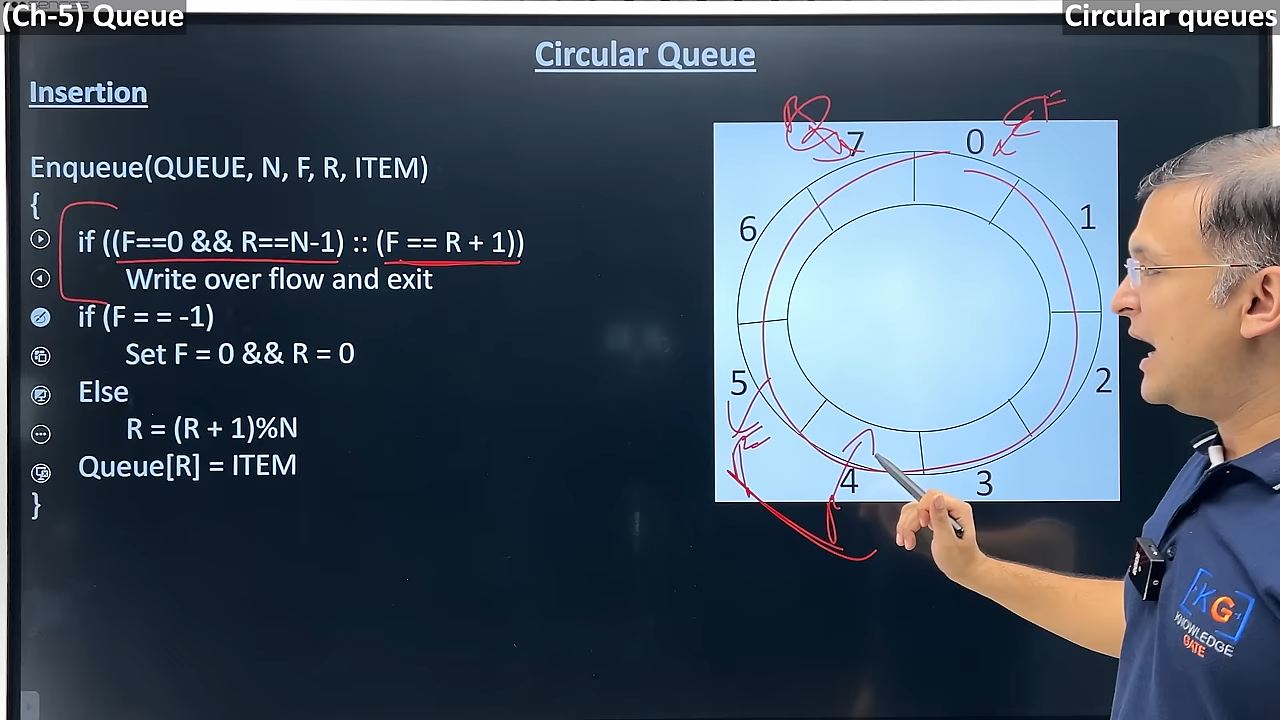 (Ch-5) Queue
Circular queues
Circular Queue
Insertion
Enqueue(QUEUE, N, F, R, ITEM)
{
if ((F==0 && R==N-1) :: (F == R + 1))
Write over flow and exit
if (F = = -1)
Set F = 0 && R = 0
Else
R = (R + 1)%N
Queue[R] = ITEM
}
7
0
F
6
1
5
2
4
3
KG
KNOWLEDGE
GATE